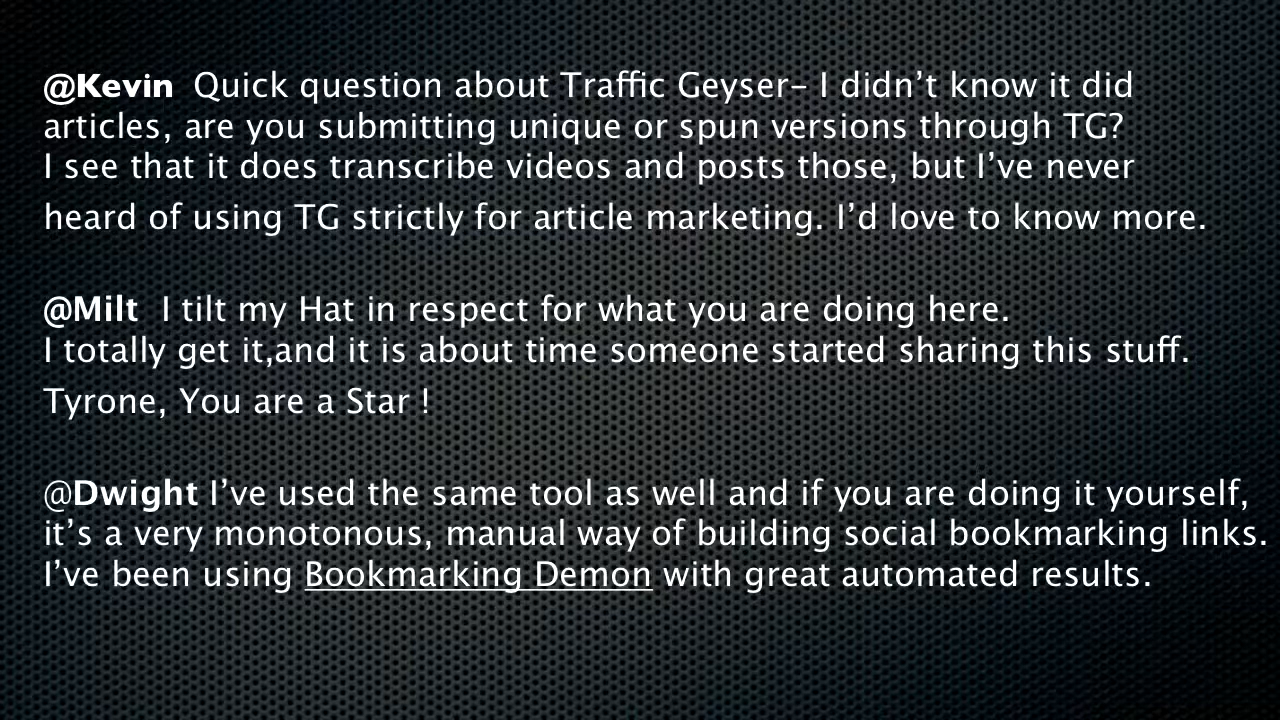 @Kevin Quick question about Traffic Geyser– I didn’t know it did
articles, are you submitting unique or spun versions through TG?
I see that it does transcribe videos and posts those, but I’ve never
heard of using TG strictly for article marketing. I’d love to know more.
@Milt I tilt my Hat in respect for what you are doing here.
I totally get it,and it is about time someone started sharing this stuff.
Tyrone, You are a Star !
@Dwight I’ve used the same tool as well and if you are doing it yourself,
it’s a very monotonous, manual way of building social bookmarking links.
I’ve been using Bookmarking Demon with great automated results.